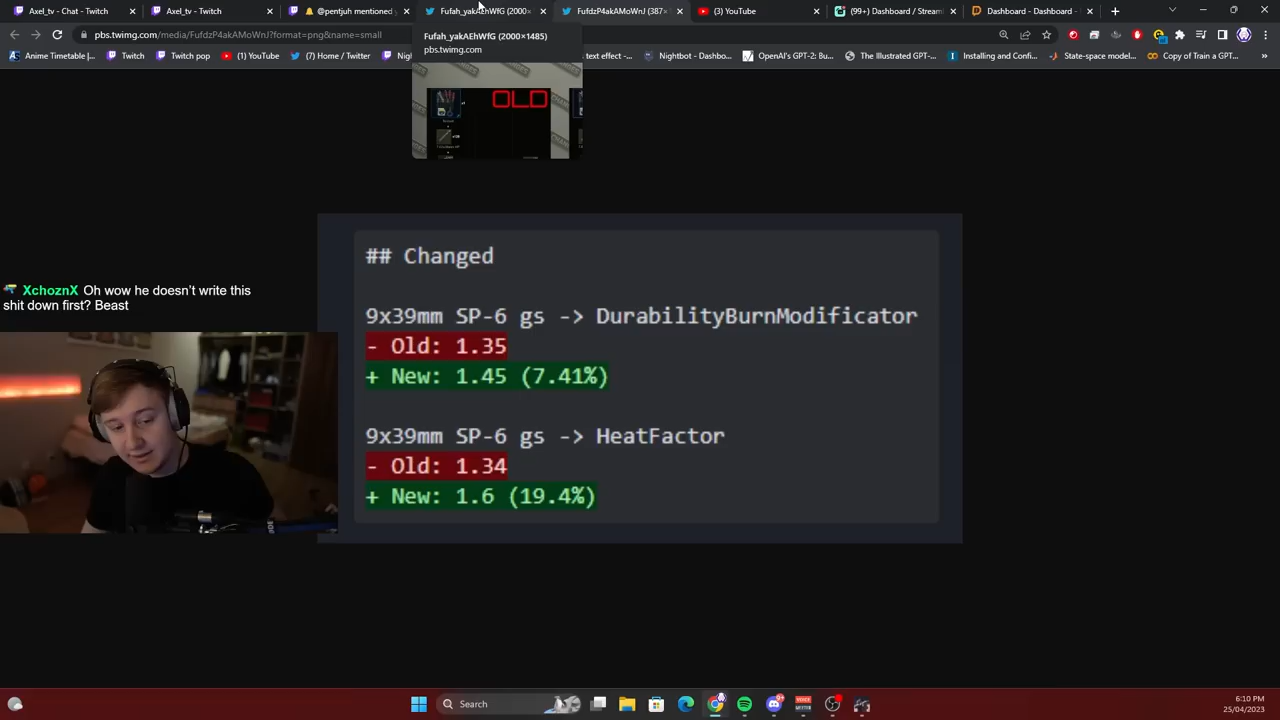 Axel_tv - Chat - Twitch
Axel_tv - Twitch
@pentjuh mentioned
Fufah_yakAEhWfG (2000×
FufdzP4akAMoWnJ (387×
(3) YouTube
(99+) Dashboard / Stream
Dashboard - Dashboard -
pbs.twimg.com/media/FufdzP4akAMoWnJ?format=png&name=small
Anime Timetable |...
Twitch
Twitch pop
(1) YouTube
(7) Home / Twitter
text effect -...
Nightbot - Dashbo...
OpenAI's GPT-2: Bu...
The Illustrated GPT-...
Installing and Confi...
State-space model...
Copy of Train a GPT...
Fufah_yakAEhWfG (2000×1485)
pbs.twimg.com
OLD
## Changed
9x39mm SP-6 gs -> DurabilityBurnModificator
- Old: 1.35
+ New: 1.45 (7.41%)
9x39mm SP-6 gs -> HeatFactor
- Old: 1.34
+ New: 1.6 (19.4%)
XchoznX Oh wow he doesn't write this
shit down first? Beast
Search
6:10 PM
25/04/2023